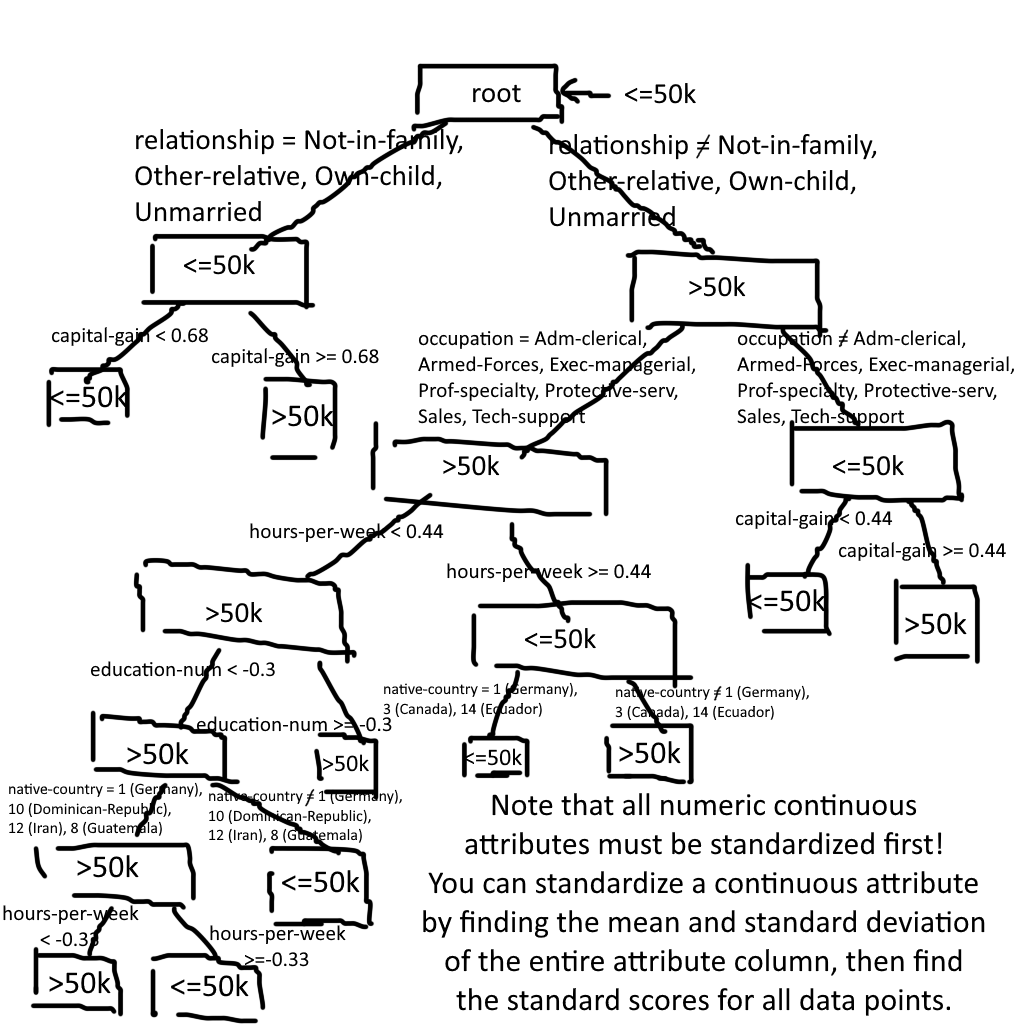 root
<=50k
relationship = Not-in-family,
Other-relative, Own-child,
Unmarried
relationship ≠ Not-in-family,
Other-relative, Own-child,
Unmarried
<=50k
>50k
capital-gain < 0.68
capital-gain >= 0.68
<=50k
>50k
occupation = Adm-clerical,
Armed-Forces, Exec-managerial,
Prof-specialty, Protective-serv,
Sales, Tech-support
occupation ≠ Adm-clerical,
Armed-Forces, Exec-managerial,
Prof-specialty, Protective-serv,
Sales, Tech-support
>50k
<=50k
hours-per-week < 0.44
hours-per-week >= 0.44
capital-gain < 0.44
capital-gain >= 0.44
>50k
<=50k
<=50k
>50k
education-num < -0.3
education-num >= -0.3
native-country = 1 (Germany),
3 (Canada), 14 (Ecuador)
native-country ≠ 1 (Germany),
3 (Canada), 14 (Ecuador)
>50k
>50k
<=50k
>50k
native-country = 1 (Germany),
10 (Dominican-Republic),
12 (Iran), 8 (Guatemala)
native-country ≠ 1 (Germany),
10 (Dominican-Republic),
12 (Iran), 8 (Guatemala)
>50k
<=50k
hours-per-week
< -0.33
hours-per-week
>=-0.33
>50k
<=50k
Note that all numeric continuous
attributes must be standardized first!
You can standardize a continuous attribute
by finding the mean and standard deviation
of the entire attribute column, then find
the standard scores for all data points.